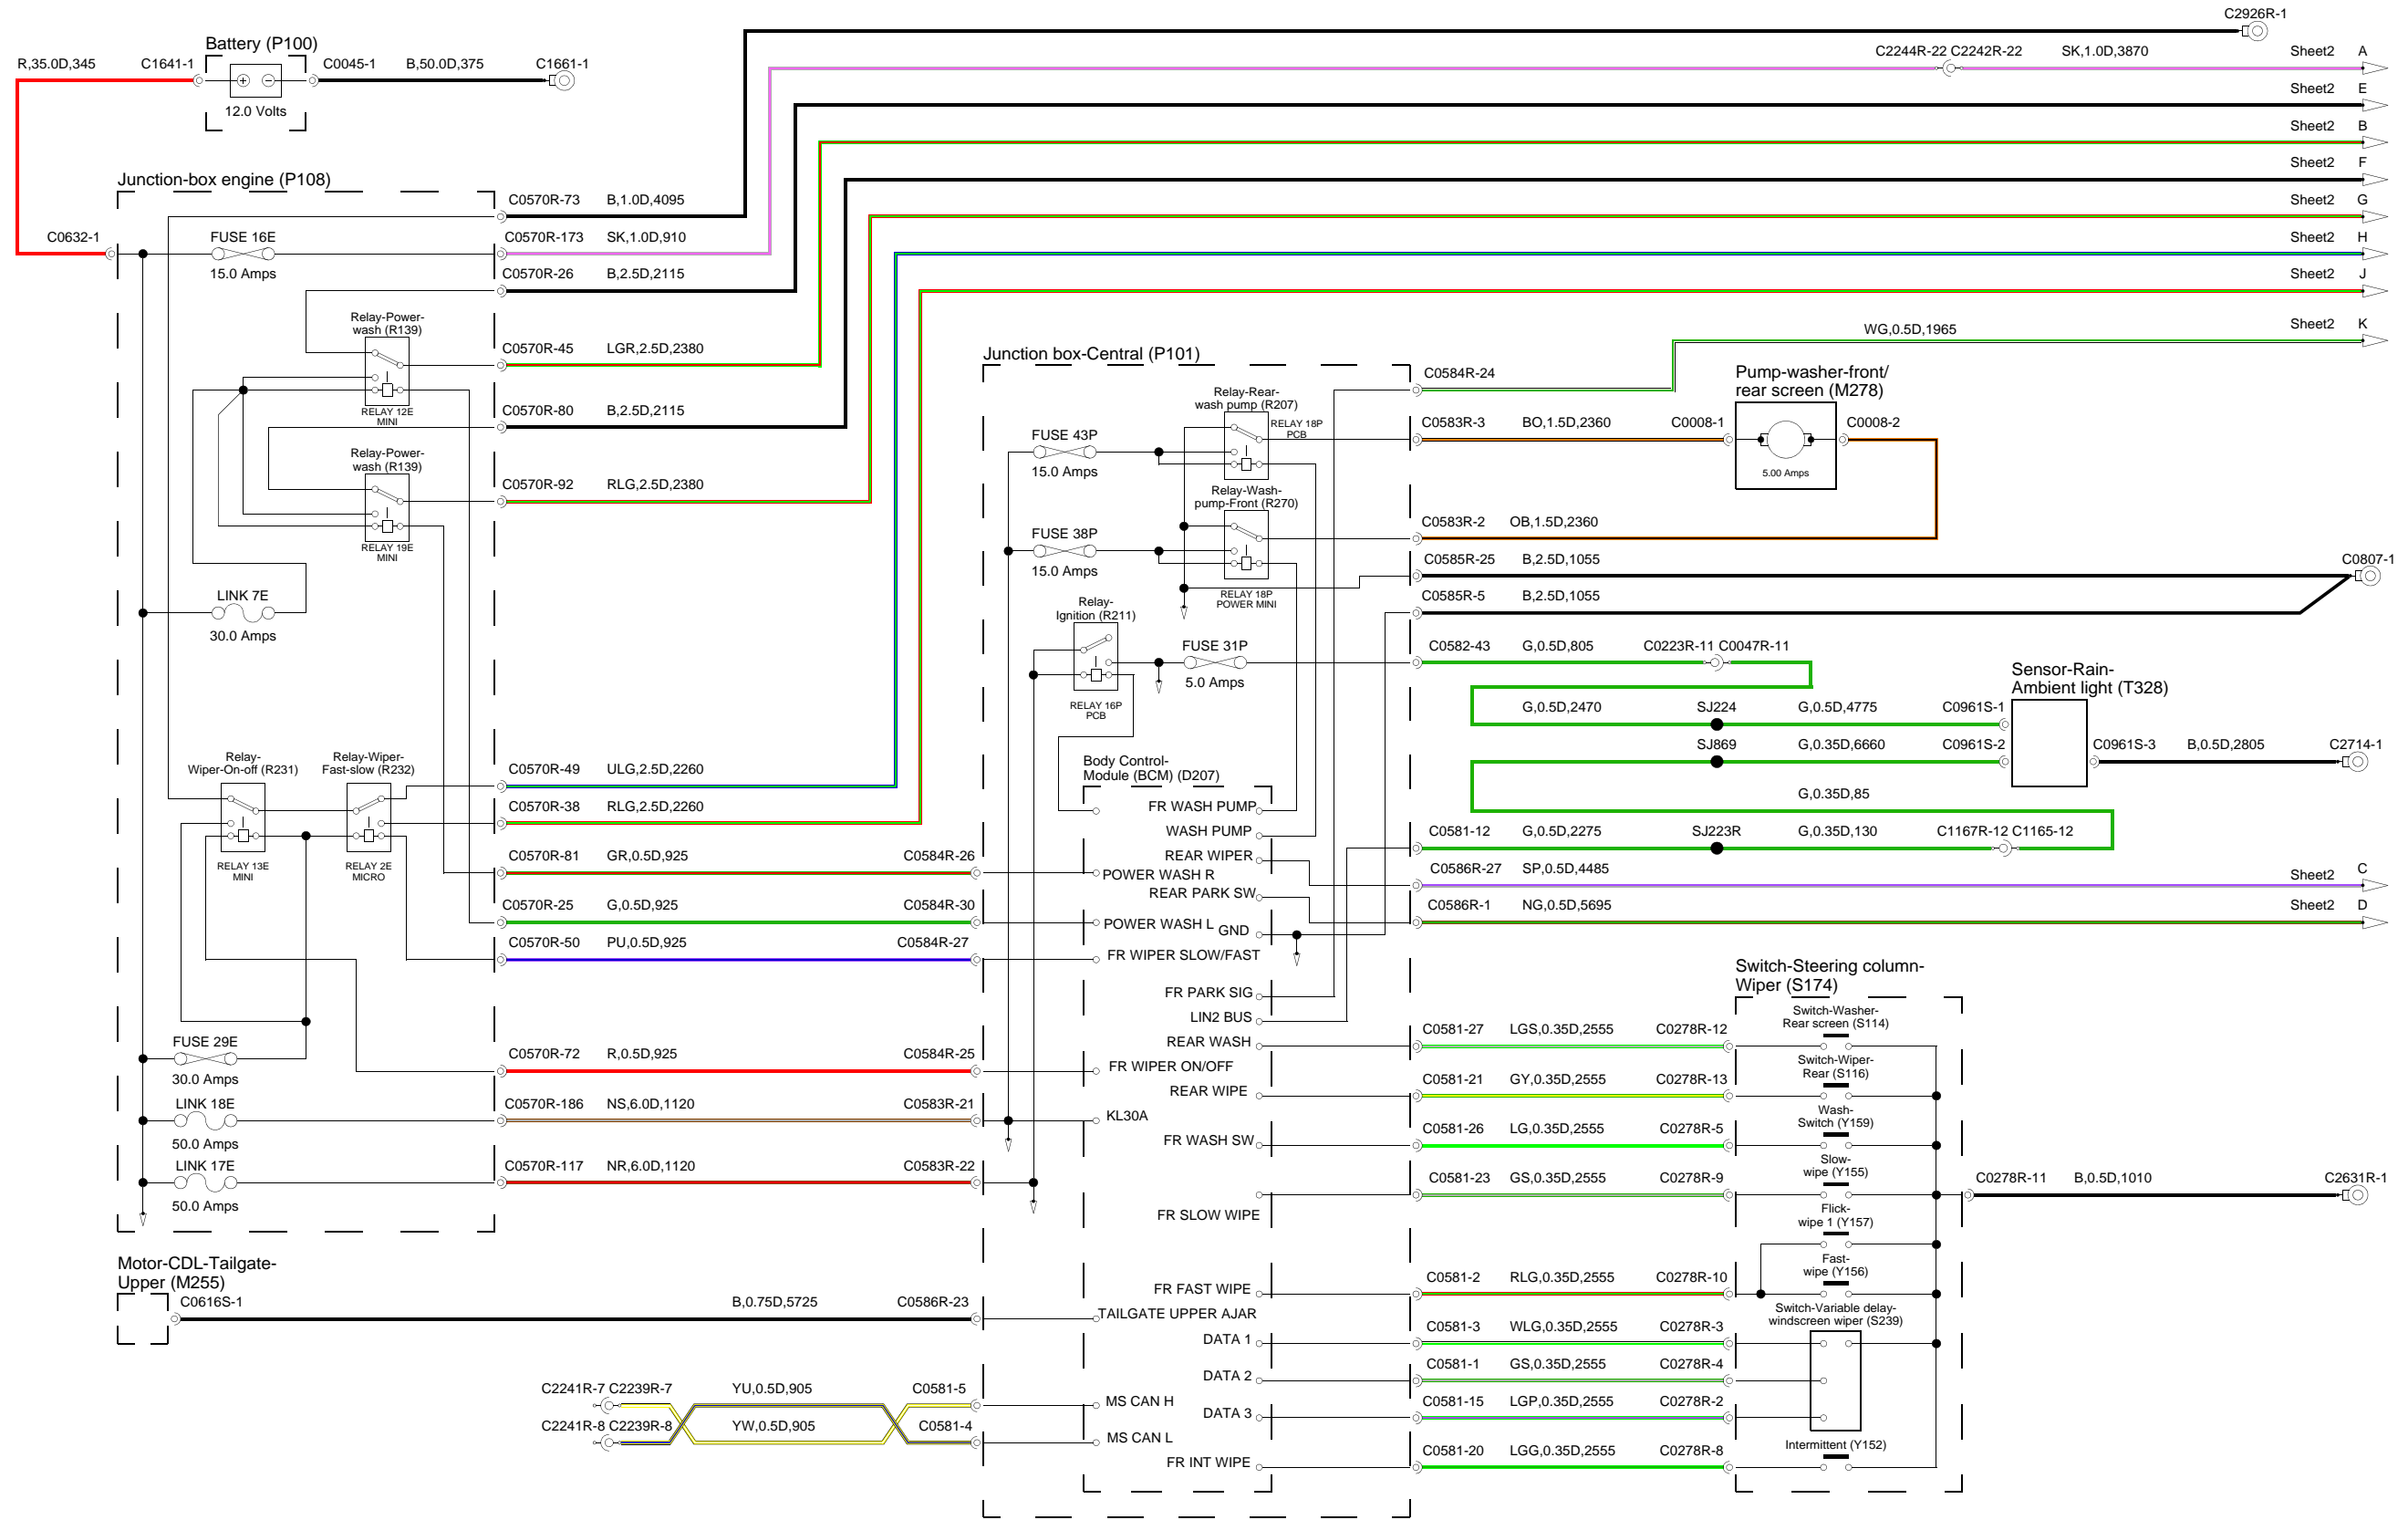 C2926R-1
Battery (P100)
R,35.0D,345
C1641-1
C0045-1
B,50.0D,375
C1661-1
12.0 Volts
C2244R-22 C2242R-22
SK,1.0D,3870
Sheet2 A
Sheet2 E
Sheet2 B
Sheet2 F
Sheet2 G
Sheet2 H
Sheet2 J
WG,0.5D,1965
Sheet2 K
Junction-box engine (P108)
C0632-1
FUSE 16E
15.0 Amps
C0570R-73 B,1.0D,4095
C0570R-173 SK,1.0D,910
C0570R-26 B,2.5D,2115
Relay-Power-
wash (R139)
RELAY 12E
MINI
C0570R-45 LGR,2.5D,2380
C0570R-80 B,2.5D,2115
Relay-Power-
wash (R139)
RELAY 19E
MINI
C0570R-92 RLG,2.5D,2380
LINK 7E
30.0 Amps
Relay-
Wiper-On-off (R231)
RELAY 13E
MINI
Relay-Wiper-
Fast-slow (R232)
RELAY 2E
MICRO
C0570R-49 ULG,2.5D,2260
C0570R-38 RLG,2.5D,2260
C0570R-81 GR,0.5D,925 C0584R-26
C0570R-25 G,0.5D,925 C0584R-30
C0570R-50 PU,0.5D,925 C0584R-27
FUSE 29E
30.0 Amps
C0570R-72 R,0.5D,925 C0584R-25
LINK 18E
50.0 Amps
C0570R-186 NS,6.0D,1120 C0583R-21
LINK 17E
50.0 Amps
C0570R-117 NR,6.0D,1120 C0583R-22
Motor-CDL-Tailgate-
Upper (M255)
C0616S-1
B,0.75D,5725
C0586R-23
C2241R-7 C2239R-7
YU,0.5D,905
C0581-5
C2241R-8 C2239R-8
YW,0.5D,905
C0581-4
Junction box-Central (P101)
FUSE 43P
15.0 Amps
Relay-Rear-
wash pump (R207)
RELAY 18P
PCB
FUSE 38P
15.0 Amps
Relay-Wash-
pump-Front (R270)
RELAY 18P
POWER MINI
Relay-
Ignition (R211)
RELAY 16P
PCB
FUSE 31P
5.0 Amps
Body Control-
Module (BCM) (D207)
FR WASH PUMP
WASH PUMP
REAR WIPER
POWER WASH R
REAR PARK SW
POWER WASH L
GND
FR WIPER SLOW/FAST
FR PARK SIG
LIN2 BUS
REAR WASH
FR WIPER ON/OFF
REAR WIPE
KL30A
FR WASH SW
FR SLOW WIPE
FR FAST WIPE
TAILGATE UPPER AJAR
DATA 1
DATA 2
MS CAN H
DATA 3
MS CAN L
FR INT WIPE
C0584R-24
Pump-washer-front/
rear screen (M278)
C0583R-3 BO,1.5D,2360 C0008-1
C0008-2
5.00 Amps
C0583R-2 OB,1.5D,2360
C0585R-25 B,2.5D,1055
C0807-1
C0585R-5 B,2.5D,1055
C0582-43 G,0.5D,805 C0223R-11 C0047R-11
Sensor-Rain-
Ambient light (T328)
G,0.5D,2470 SJ224 G,0.5D,4775 C0961S-1
SJ869 G,0.35D,6660 C0961S-2
C0961S-3 B,0.5D,2805 C2714-1
G,0.35D,85
C0581-12 G,0.5D,2275 SJ223R G,0.35D,130 C1167R-12 C1165-12
C0586R-27 SP,0.5D,4485
Sheet2 C
C0586R-1 NG,0.5D,5695
Sheet2 D
Switch-Steering column-
Wiper (S174)
Switch-Washer-
Rear screen (S114)
C0581-27 LGS,0.35D,2555 C0278R-12
Switch-Wiper-
Rear (S116)
C0581-21 GY,0.35D,2555 C0278R-13
Wash-
Switch (Y159)
C0581-26 LG,0.35D,2555 C0278R-5
Slow-
wipe (Y155)
C0581-23 GS,0.35D,2555 C0278R-9
C0278R-11 B,0.5D,1010 C2631R-1
Flick-
wipe 1 (Y157)
Fast-
wipe (Y156)
C0581-2 RLG,0.35D,2555 C0278R-10
Switch-Variable delay-
windscreen wiper (S239)
C0581-3 WLG,0.35D,2555 C0278R-3
C0581-1 GS,0.35D,2555 C0278R-4
C0581-15 LGP,0.35D,2555 C0278R-2
Intermittent (Y152)
C0581-20 LGG,0.35D,2555 C0278R-8